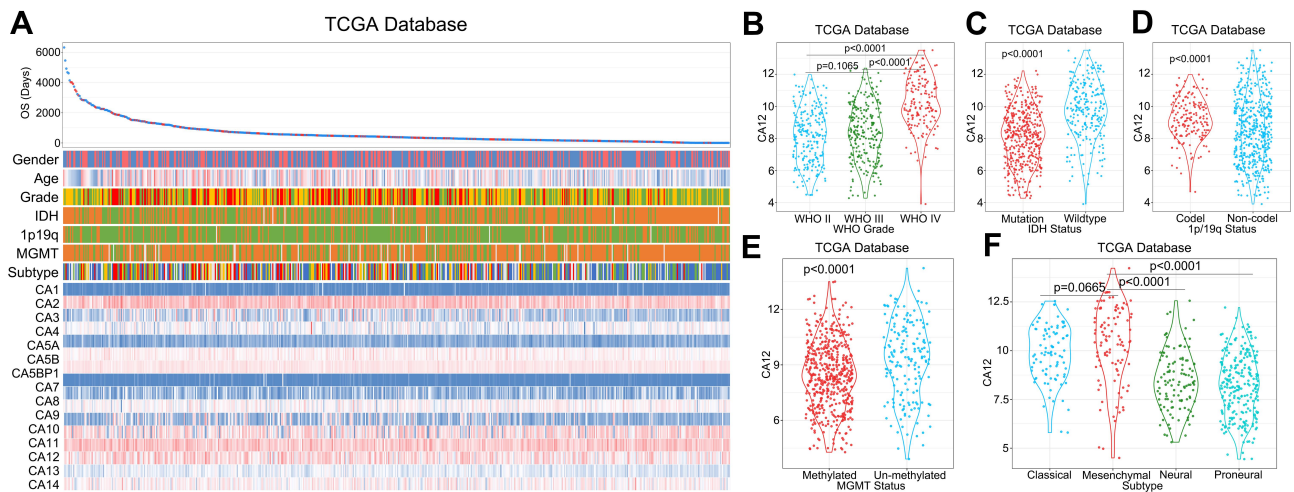 A
TCGA Database
OS (Days)
6000
4000
2000
0
Gender
Age
Grade
IDH
1p19q
MGMT
Subtype
CA1
CA2
CA3
CA4
CA5A
CA5B
CA5BP1
CA7
CA8
CA9
CA10
CA11
CA12
CA13
CA14
B
TCGA Database
p<0.0001
p=0.1065 p<0.0001
CA12
12
10
8
6
4
WHO II WHO III WHO IV
WHO Grade
C
TCGA Database
p<0.0001
12
10
8
6
4
Mutation Wildtype
IDH Status
D
TCGA Database
p<0.0001
12
10
8
6
4
Codel Non-codel
1p/19q Status
E
TCGA Database
p<0.0001
CA12
12
9
6
Methylated Un-methylated
MGMT Status
F
TCGA Database
p<0.0001
p=0.0665 p<0.0001
CA12
12.5
10
7.5
5
Classical Mesenchymal Neural Proneural
Subtype